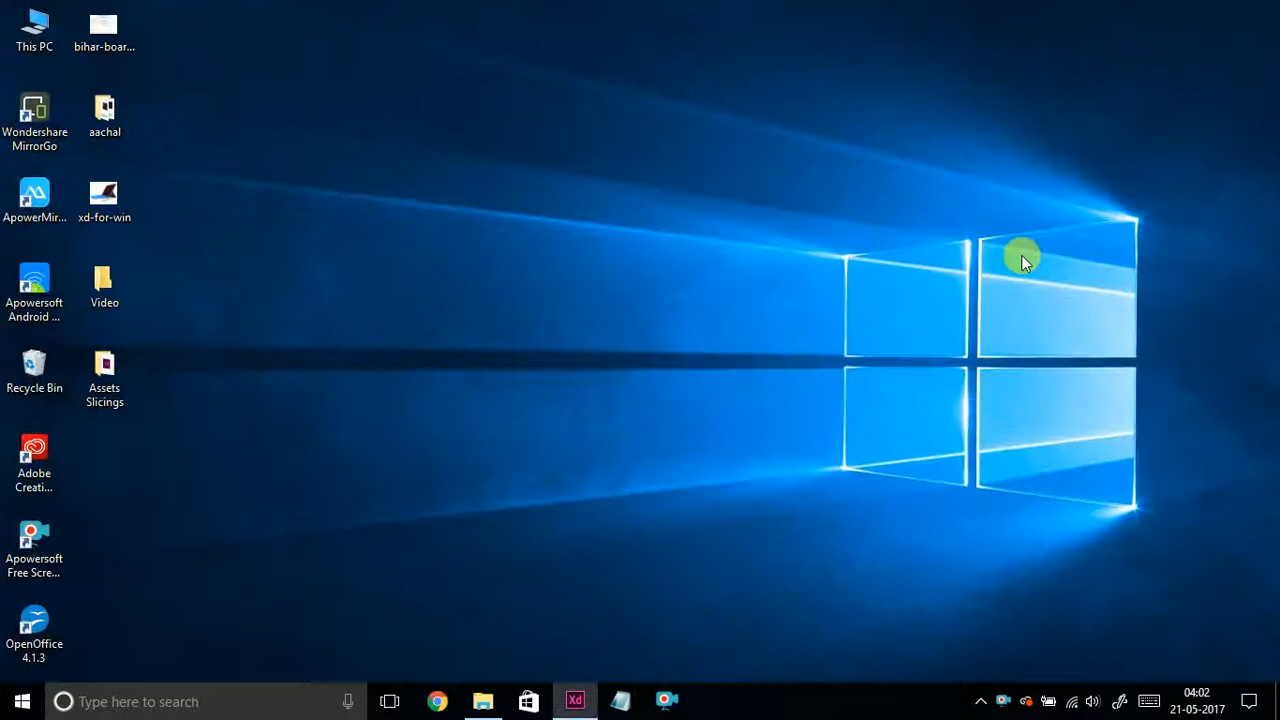 This PC
bihar-boar...
Wondershare
MirrorGo
aachal
ApowerMir...
xd-for-win
Apowersoft
Android ...
Video
Recycle Bin
Assets
Slicings
Adobe
Creati...
Apowersoft
Free Scre...
OpenOffice
4.1.3
Type here to search
Xd
04:02
21-05-2017